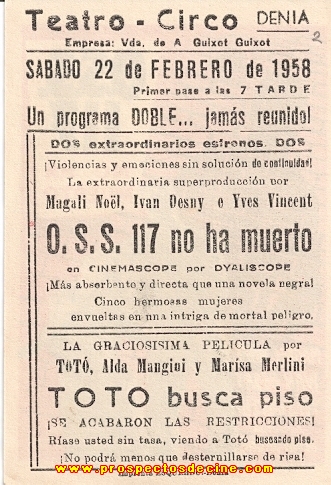 Teatro - Circo DENIA
2
Empresa: Vda. de A Guixot Guixot
SABADO 22 de FEBRERO de 1958
Primer pase a las 7 TARDE
Un programa DOBLE... jamás reunido!
DOS extraordinarios estrenos. DOS
¡Violencias y emociones sin solución de continuidad!
La extraordinaria superproducción por
Magali Noël, Ivan Desny e Yves Vincent
O. S. S. 117 no ha muerto
en CINEMASCOPE por DYALISCOPE
¡Más absorbente y directa que una novela negra!
Cinco hermosas mujeres
envueltas en una intriga de mortal peligro.
LA GRACIOSISIMA PELICULA por
TOTÓ, Alda Mangini y Marisa Merlini
TOTO busca piso
¡SE ACABARON LAS RESTRICCIONES!
Ríase usted sin tasa, viendo a Totó buscando piso.
¡No podrá menos que desternillarse de risa!
www.prospectosdecine.com